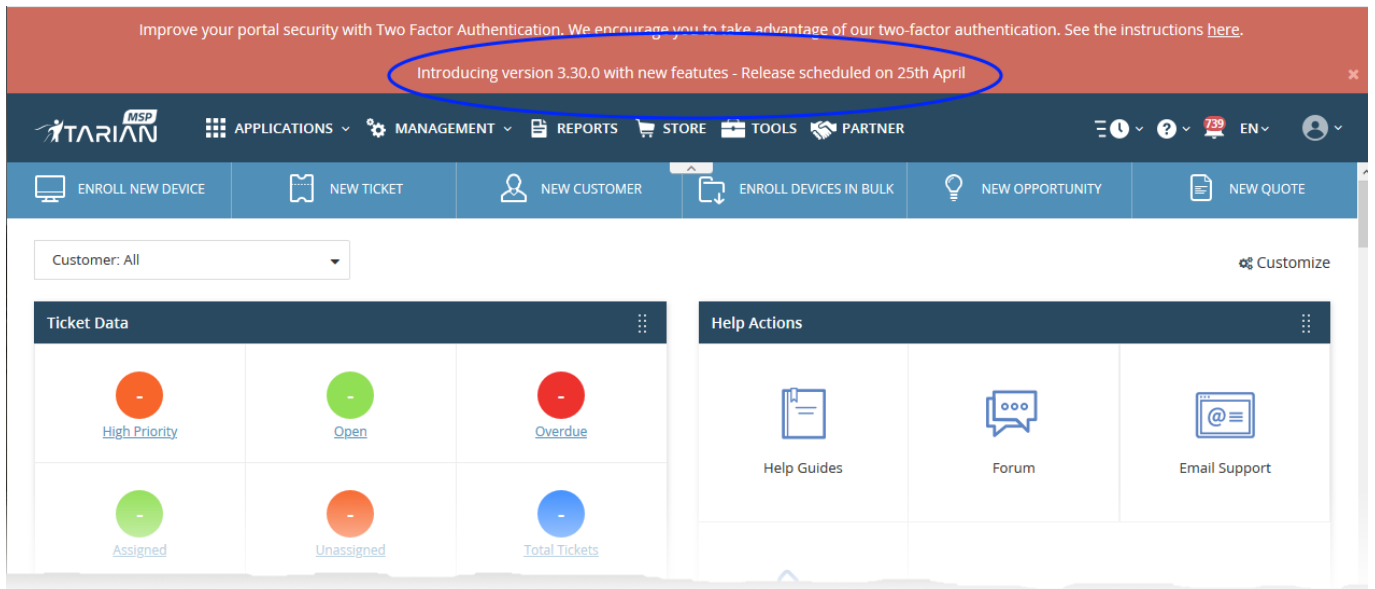 Improve your portal security with Two Factor Authentication. We encourage you to take advantage of our two-factor authentication. See the instructions here.
Introducing version 3.30.0 with new featutes - Release scheduled on 25th April
ITARIAN MSP
APPLICATIONS MANAGEMENT REPORTS STORE TOOLS PARTNER 739 EN
ENROLL NEW DEVICE NEW TICKET NEW CUSTOMER ENROLL DEVICES IN BULK NEW OPPORTUNITY NEW QUOTE
Customer: All
Customize
Ticket Data
Help Actions
- - -
High Priority Open Overdue
Help Guides Forum Email Support
- - -
Assigned Unassigned Total Tickets